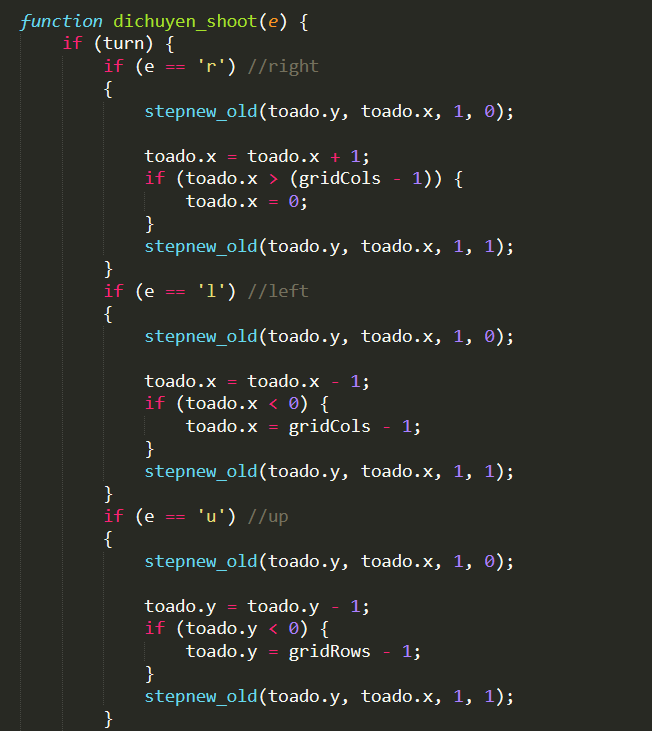 function dichuyen_shoot(e) {
    if (turn) {
        if (e == 'r') //right
        {
            stepnew_old(toado.y, toado.x, 1, 0);

            toado.x = toado.x + 1;
            if (toado.x > (gridCols - 1)) {
                toado.x = 0;
            }
            stepnew_old(toado.y, toado.x, 1, 1);
        }
        if (e == 'l') //left
        {
            stepnew_old(toado.y, toado.x, 1, 0);

            toado.x = toado.x - 1;
            if (toado.x < 0) {
                toado.x = gridCols - 1;
            }
            stepnew_old(toado.y, toado.x, 1, 1);
        }
        if (e == 'u') //up
        {
            stepnew_old(toado.y, toado.x, 1, 0);

            toado.y = toado.y - 1;
            if (toado.y < 0) {
                toado.y = gridRows - 1;
            }
            stepnew_old(toado.y, toado.x, 1, 1);
        }